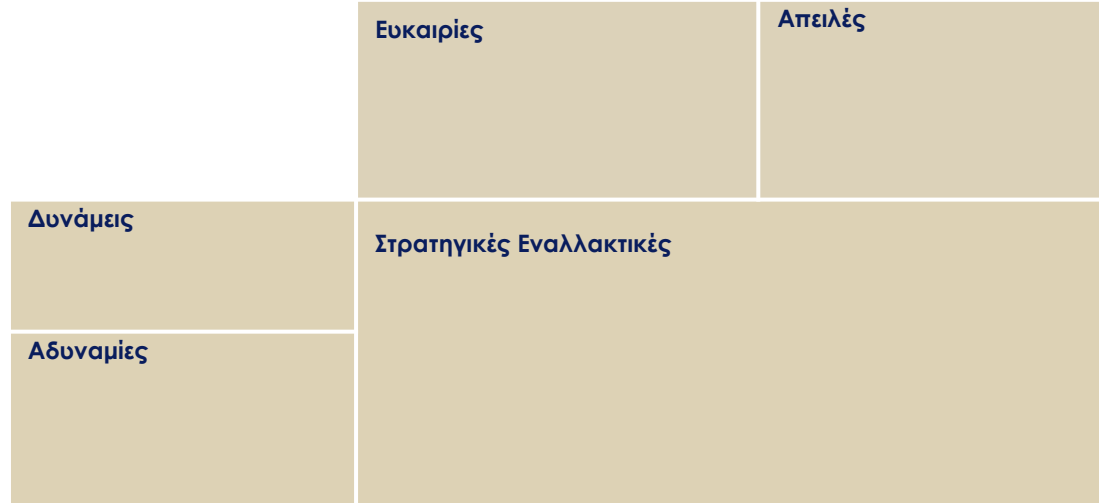 Ευκαιρίες
Απειλές
Δυνάμεις
Στρατηγικές Εναλλακτικές
Αδυναμίες